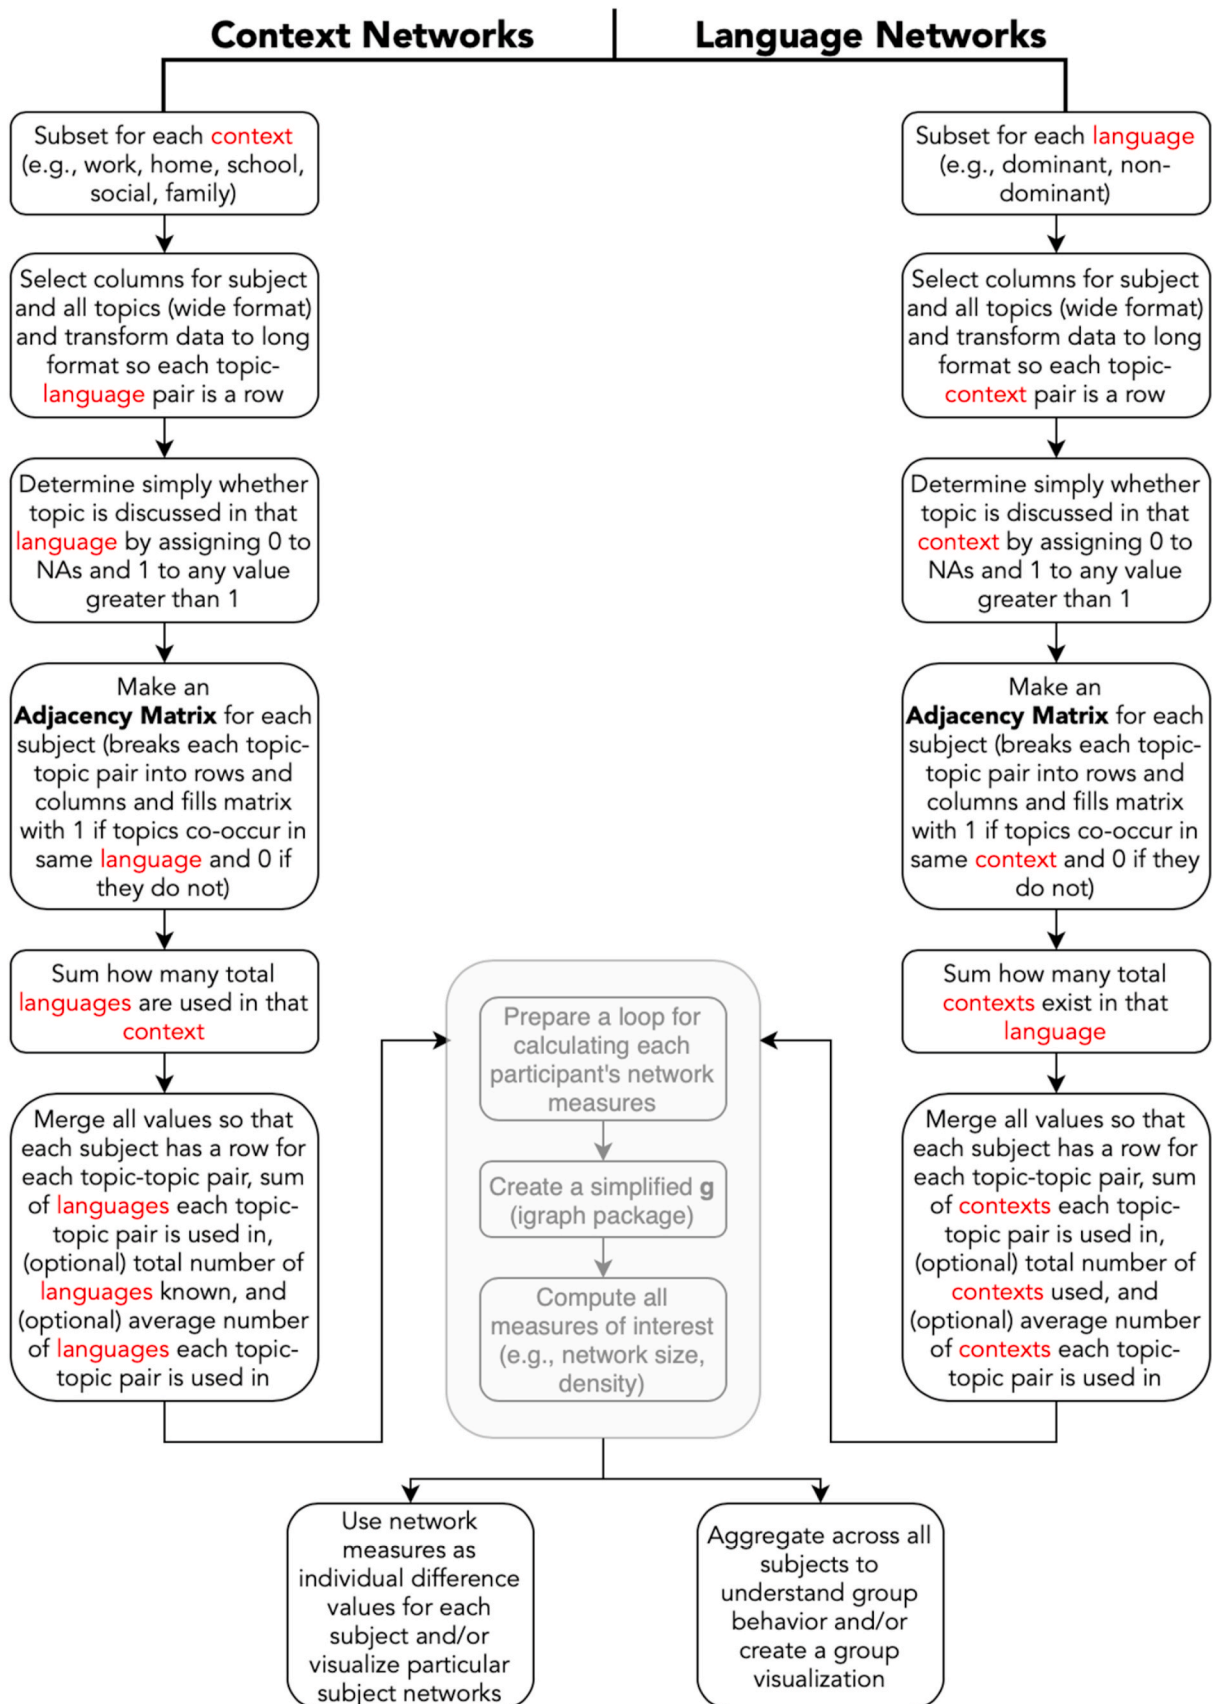 Context Networks
Language Networks
Subset for each context
(e.g., work, home, school,
social, family)
Select columns for subject
and all topics (wide format)
and transform data to long
format so each topic-
language pair is a row
Determine simply whether
topic is discussed in that
language by assigning 0 to
NAs and 1 to any value
greater than 1
Make an
Adjacency Matrix for each
subject (breaks each topic-
topic pair into rows and
columns and fills matrix
with 1 if topics co-occur in
same language and 0 if
they do not)
Sum how many total
languages are used in that
context
Merge all values so that
each subject has a row for
each topic-topic pair, sum
of languages each topic-
topic pair is used in,
(optional) total number of
languages known, and
(optional) average number
of languages each topic-
topic pair is used in
Subset for each language
(e.g., dominant, non-
dominant)
Select columns for subject
and all topics (wide format)
and transform data to long
format so each topic-
context pair is a row
Determine simply whether
topic is discussed in that
context by assigning 0 to
NAs and 1 to any value
greater than 1
Make an
Adjacency Matrix for each
subject (breaks each topic-
topic pair into rows and
columns and fills matrix
with 1 if topics co-occur in
same context and 0 if they
do not)
Sum how many total
contexts exist in that
language
Merge all values so that
each subject has a row for
each topic-topic pair, sum
of contexts each topic-
topic pair is used in,
(optional) total number of
contexts used, and
(optional) average number
of contexts each topic-
topic pair is used in
Prepare a loop for
calculating each
participant's network
measures
Create a simplified g
(igraph package)
Compute all
measures of interest
(e.g., network size,
density)
Use network
measures as
individual difference
values for each
subject and/or
visualize particular
subject networks
Aggregate across all
subjects to
understand group
behavior and/or
create a group
visualization